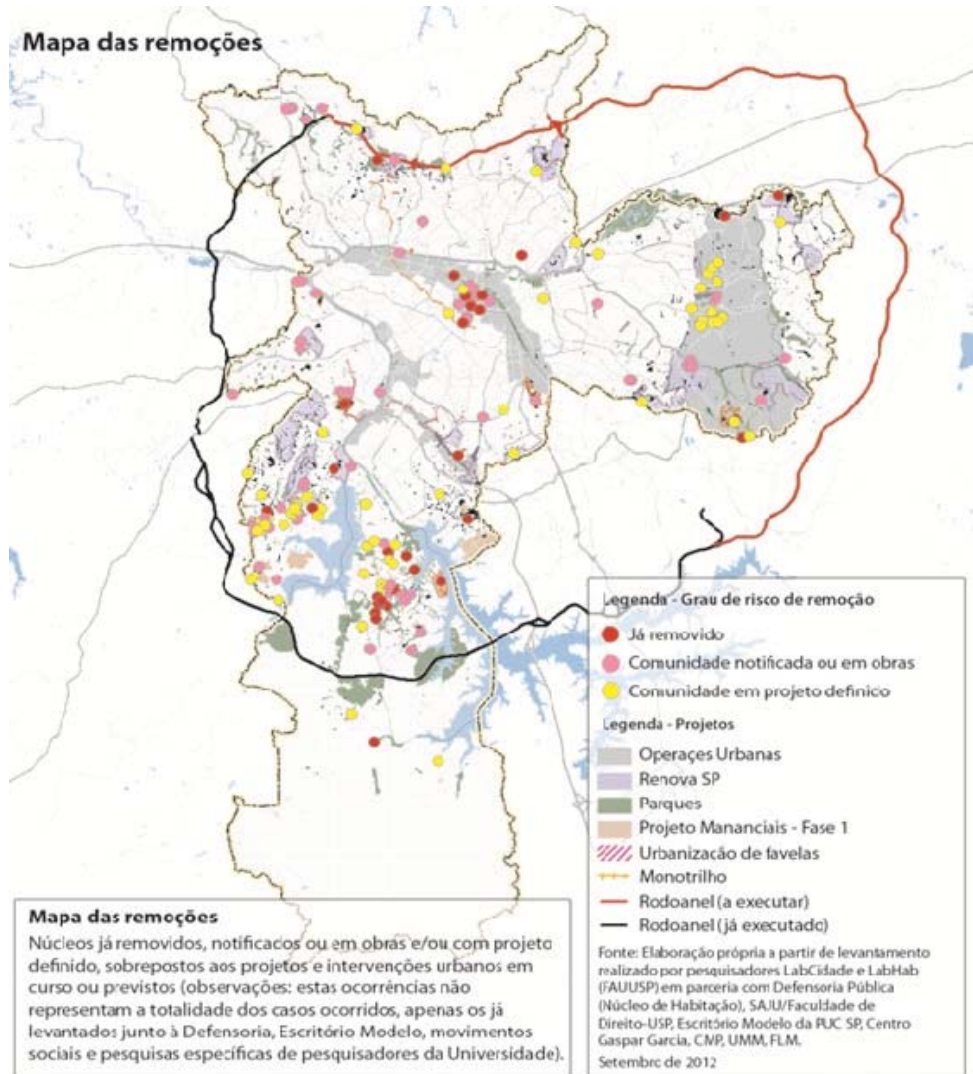 Mapa das remoções
Legenda - Grau de risco de remoção
Já removido
Comunidade notificada ou em obras
Comunidade em projeto definico
Legenda - Projetos
Operaçes Urbanas
Renova SP
Parques
Projeto Mananciais - Fase 1
Urbanização de favelas
Monotrilho
Rodoanel (a executar)
Rodoanel (já executado)
Fonte: Elaboração própria a partir de levantamento
realizado por pesquisadores LabCidade e LabHab
(FAUUSP) em parceria com Defensoria Pública
(Núcleo de Habitação), SAJU/Faculdade de
Direito-USP, Escritório Modelo da PUC SP, Centro
Gaspar Garcia, CMP, UMM, FLM.
Setembro de 2012
Mapa das remoções
Núcleos já removidos, notificados ou em obras e/ou com projeto
definido, sobrepostos aos projetos e intervenções urbanos em
curso ou previstos (observações: estas ocorrências não
representam a totalidade dos casos ocorridos, apenas os já
levantados junto à Defensoria, Escritório Modelo, movimentos
sociais e pesquisas específicas de pesquisadores da Universidade).